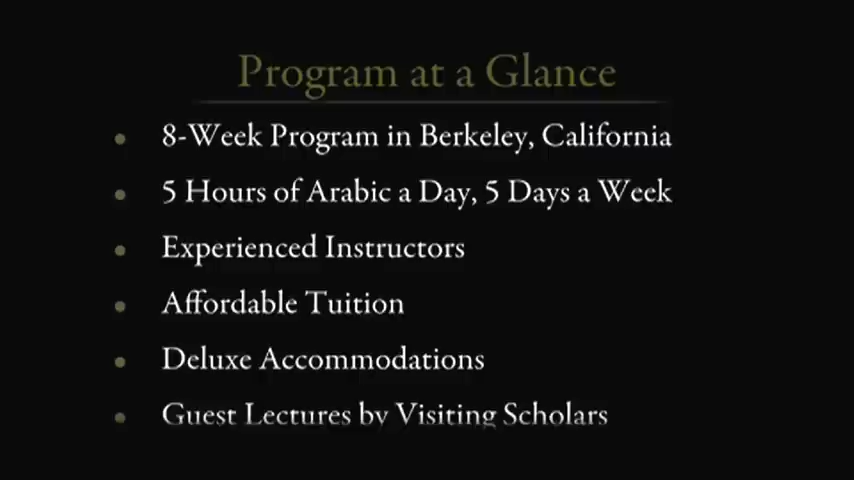 Program at a Glance
• 8-Week Program in Berkeley, California
• 5 Hours of Arabic a Day, 5 Days a Week
• Experienced Instructors
• Affordable Tuition
• Deluxe Accommodations
• Guest Lectures by Visiting Scholars